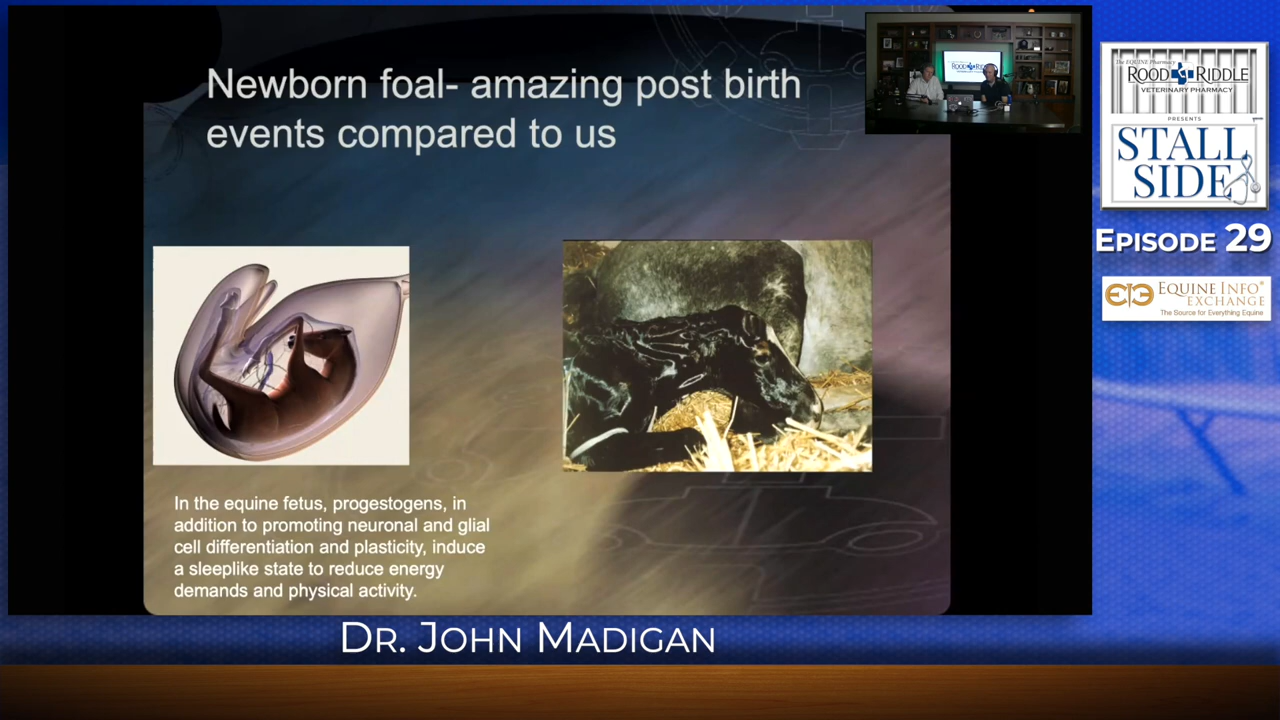 Newborn foal- amazing post birth
events compared to us
In the equine fetus, progestogens, in
addition to promoting neuronal and glial
cell differentiation and plasticity, induce
a sleeplike state to reduce energy
demands and physical activity.
DR. JOHN MADIGAN
The EQUINE Pharmacy
ROOD & RIDDLE
VETERINARY PHARMACY
PRESENTS
STALL
SIDE
EPISODE 29
EIE EQUINE INFO
EXCHANGE
The Source for Everything Equine